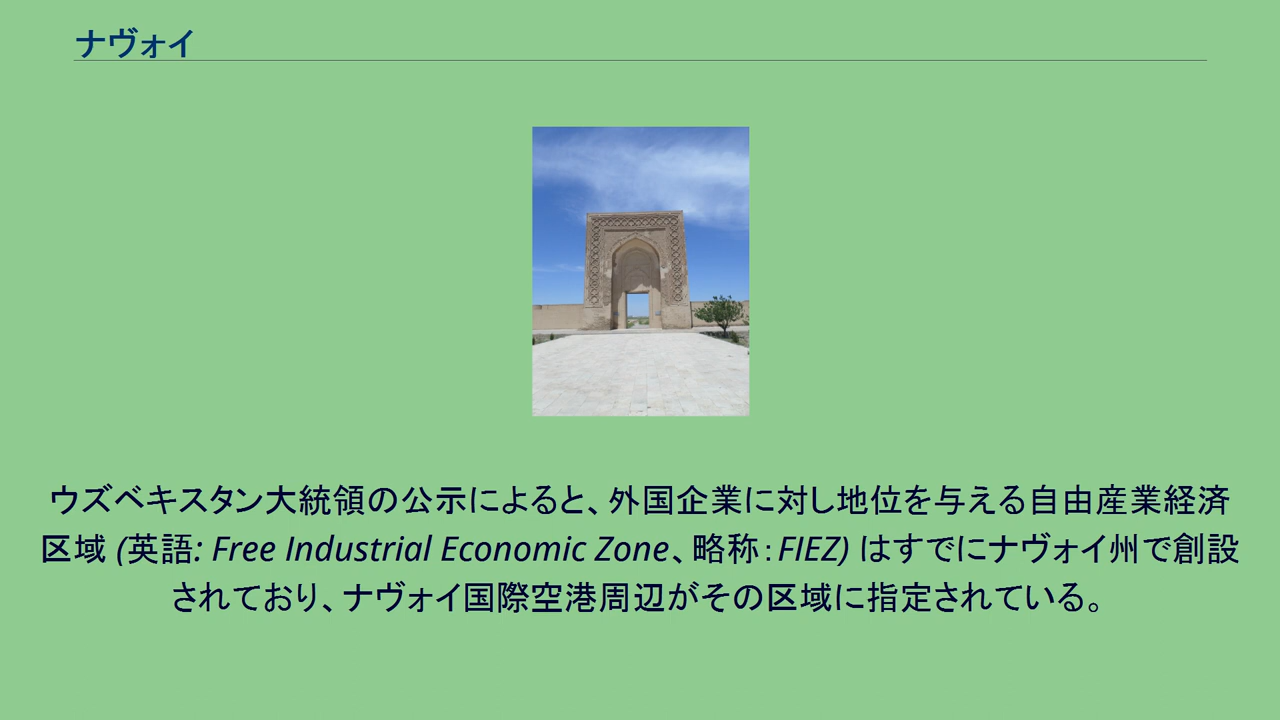 ナヴォイ
ウズベキスタン大統領の公示によると、外国企業に対し地位を与える自由産業経済
区域 (英語: Free Industrial Economic Zone、略称：FIEZ) はすでにナヴォイ州で創設
されており、ナヴォイ国際空港周辺がその区域に指定されている。